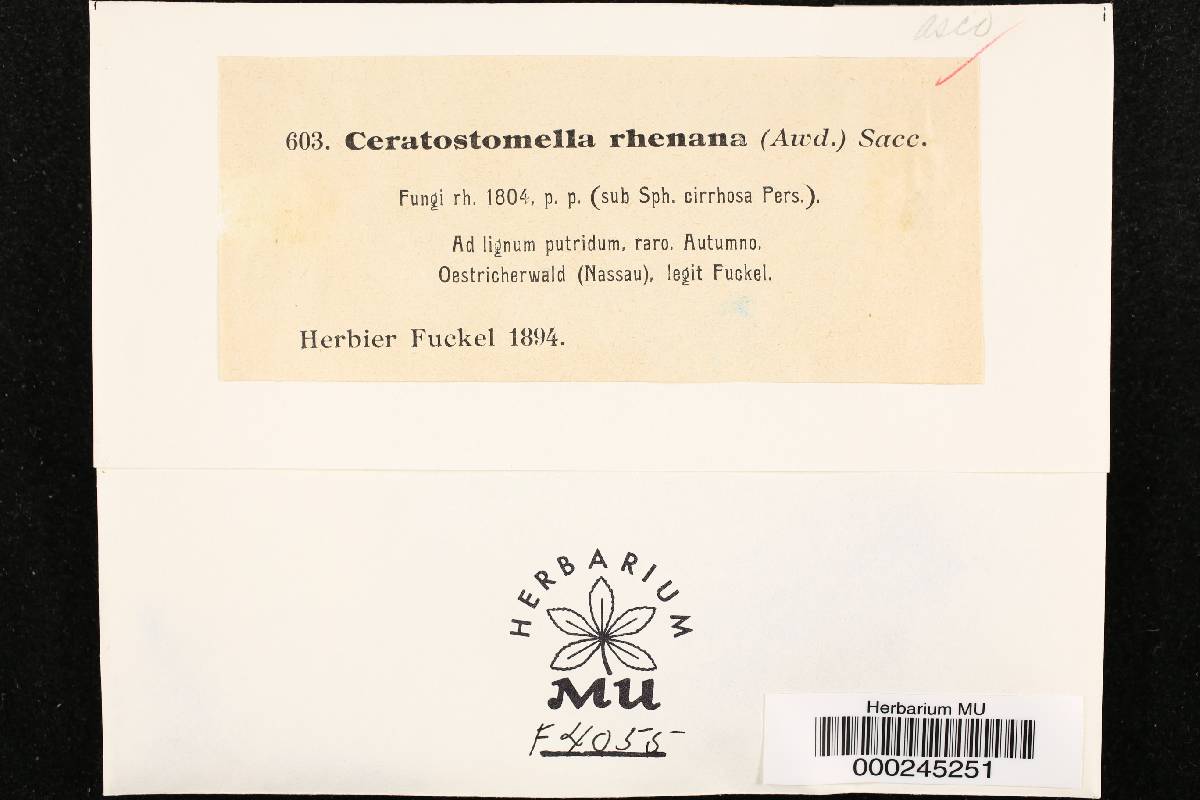 asco
603. Ceratostomella rhenana (Awd.) Sacc.
Fungi rh. 1804, p. p. (sub Sph. cirrhosa Pers.).
Ad lignum putridum, raro. Autumno.
Oestricherwald (Nassau), legit Fuckel.
Herbier Fuckel 1894.
HERBARIUM
MU
F4055
Herbarium MU
000245251